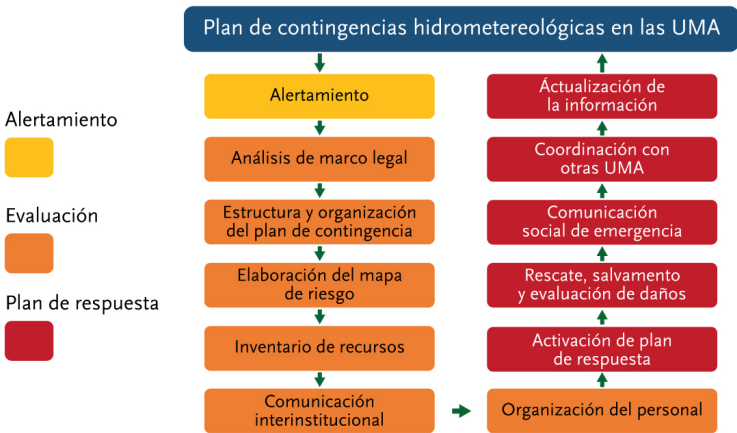 Plan de contingencias hidrometereológicas en las UMA
Alertamiento
Evaluación
Plan de respuesta
Alertamiento
Análisis de marco legal
Estructura y organización
del plan de contingencia
Elaboración del mapa
de riesgo
Inventario de recursos
Comunicación
interinstitucional
Organización del personal
Activación de plan
de respuesta
Rescate, salvamento
y evaluación de daños
Comunicación
social de emergencia
Coordinación con
otras UMA
Áctualización de
la información